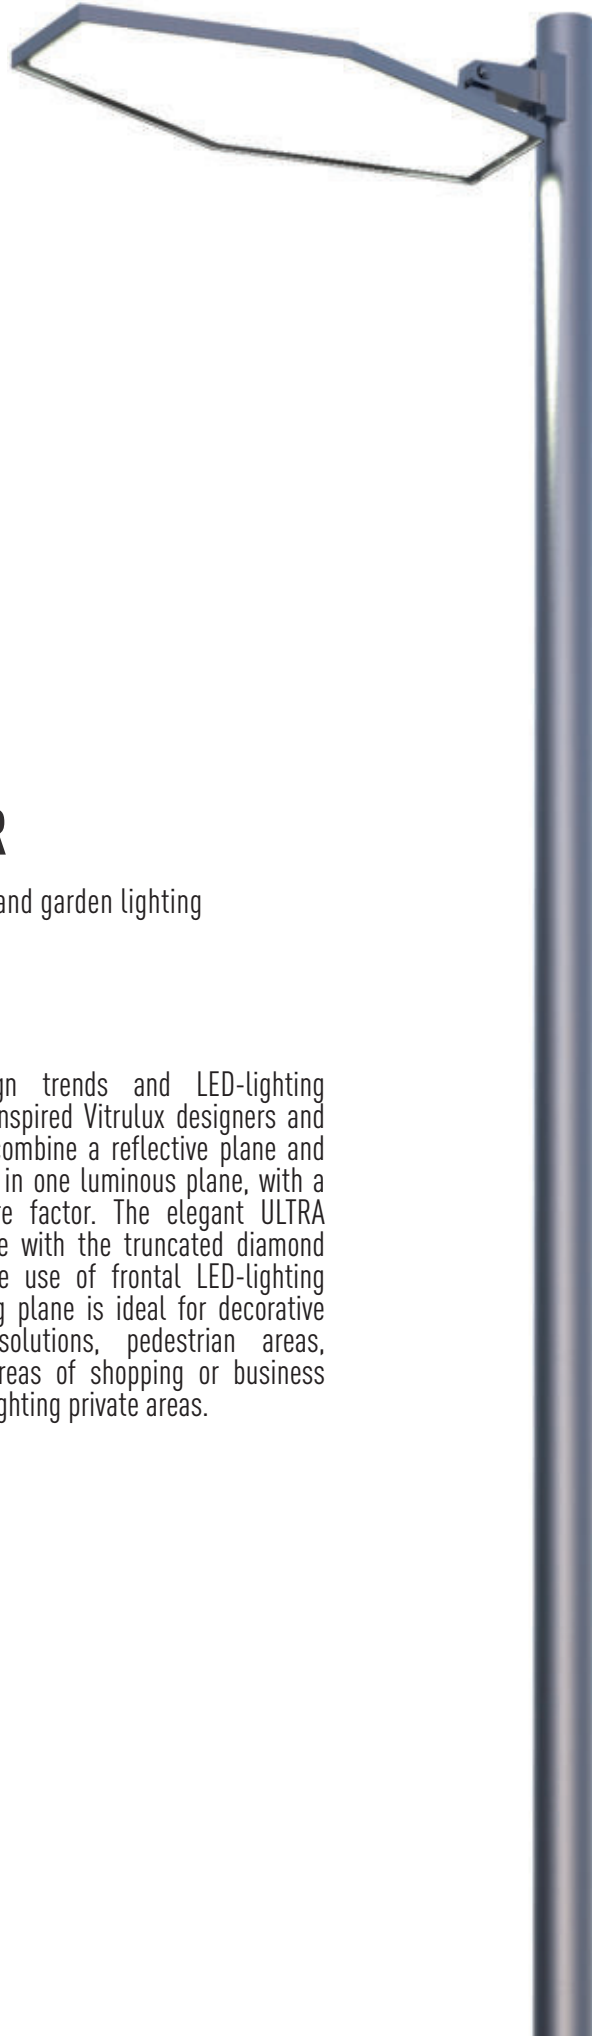 R
and garden lighting
gn trends and LED-lighting
nspired Vitrulux designers and
combine a reflective plane and
in one luminous plane, with a
re factor. The elegant ULTRA
e with the truncated diamond
e use of frontal LED-lighting
g plane is ideal for decorative
solutions, pedestrian areas,
reas of shopping or business
ghting private areas.